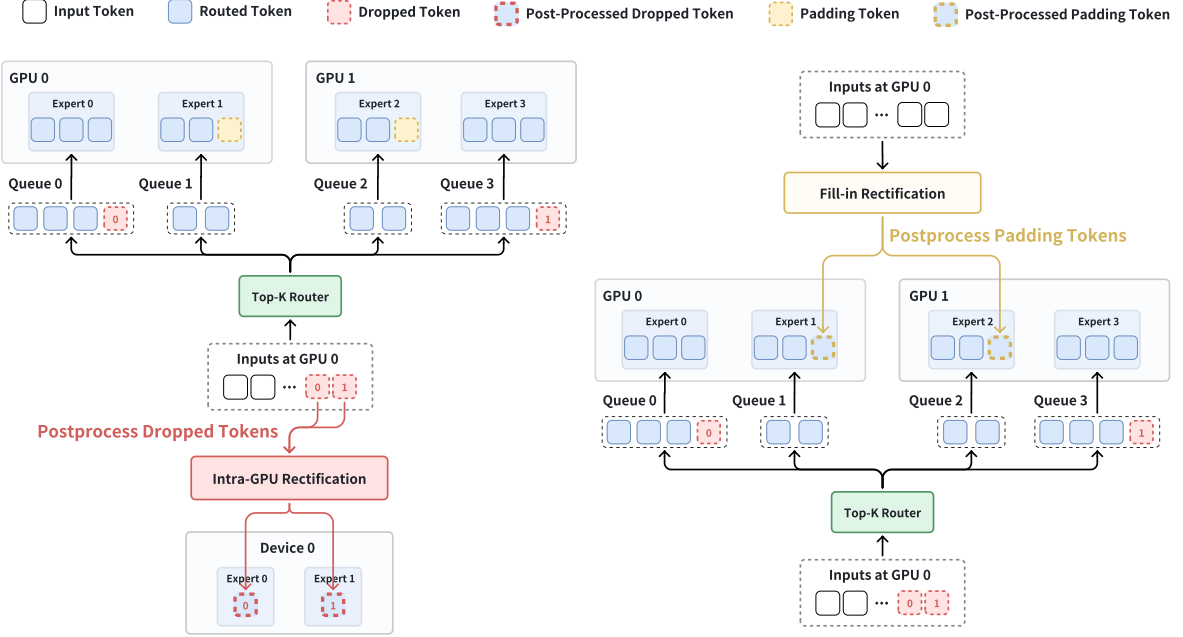 Input Token Routed Token Dropped Token Post-Processed Dropped Token Padding Token Post-Processed Padding Token
GPU 0
Expert 0
Expert 1
GPU 1
Expert 2
Expert 3
Queue 0
Queue 1
Queue 2
Queue 3
0
1
Top-K Router
Inputs at GPU 0
... 0 1
Postprocess Dropped Tokens
Intra-GPU Rectification
Device 0
Expert 0
Expert 1
0
1
Inputs at GPU 0
...
Fill-in Rectification
Postprocess Padding Tokens
GPU 0
Expert 0
Expert 1
GPU 1
Expert 2
Expert 3
Queue 0
Queue 1
Queue 2
Queue 3
0
1
Top-K Router
Inputs at GPU 0
... 0 1